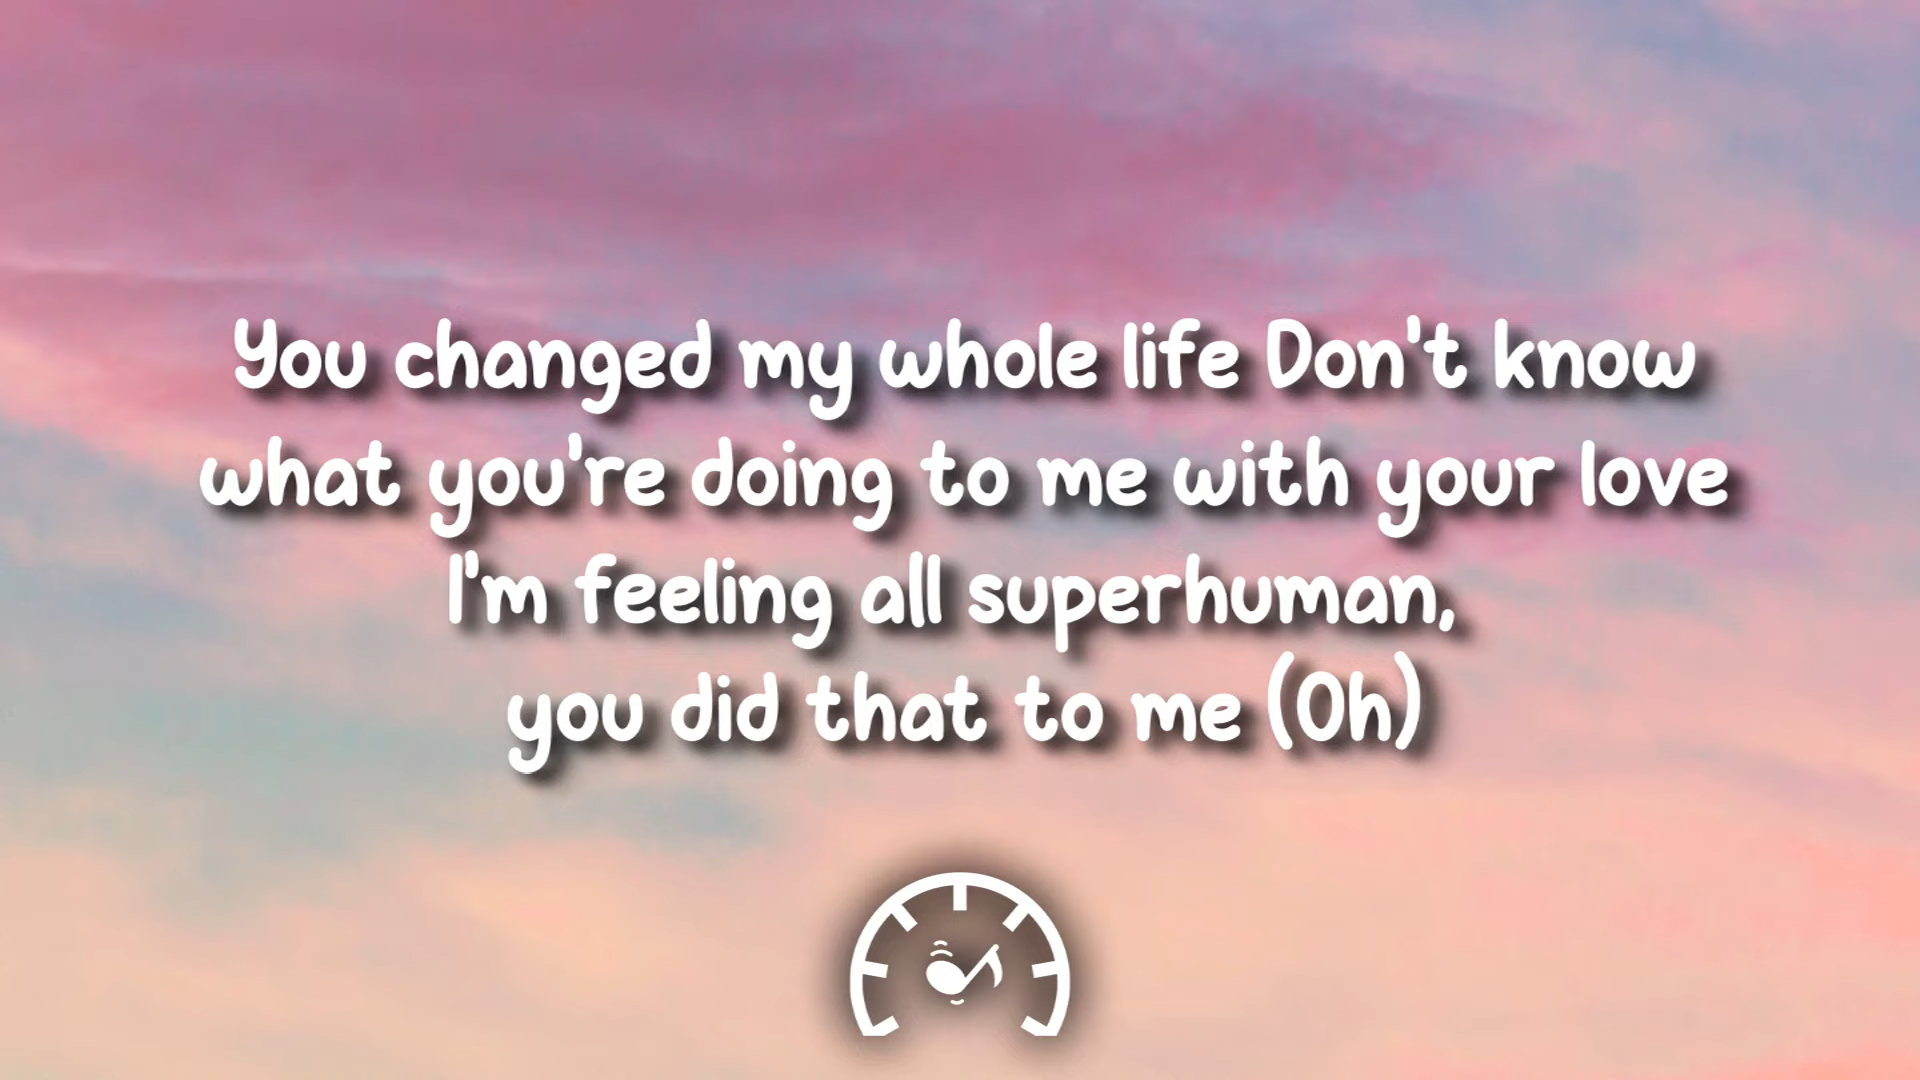 You changed my whole life Don't know
what you're doing to me with your love
I'm feeling all superhuman,
you did that to me (Oh)